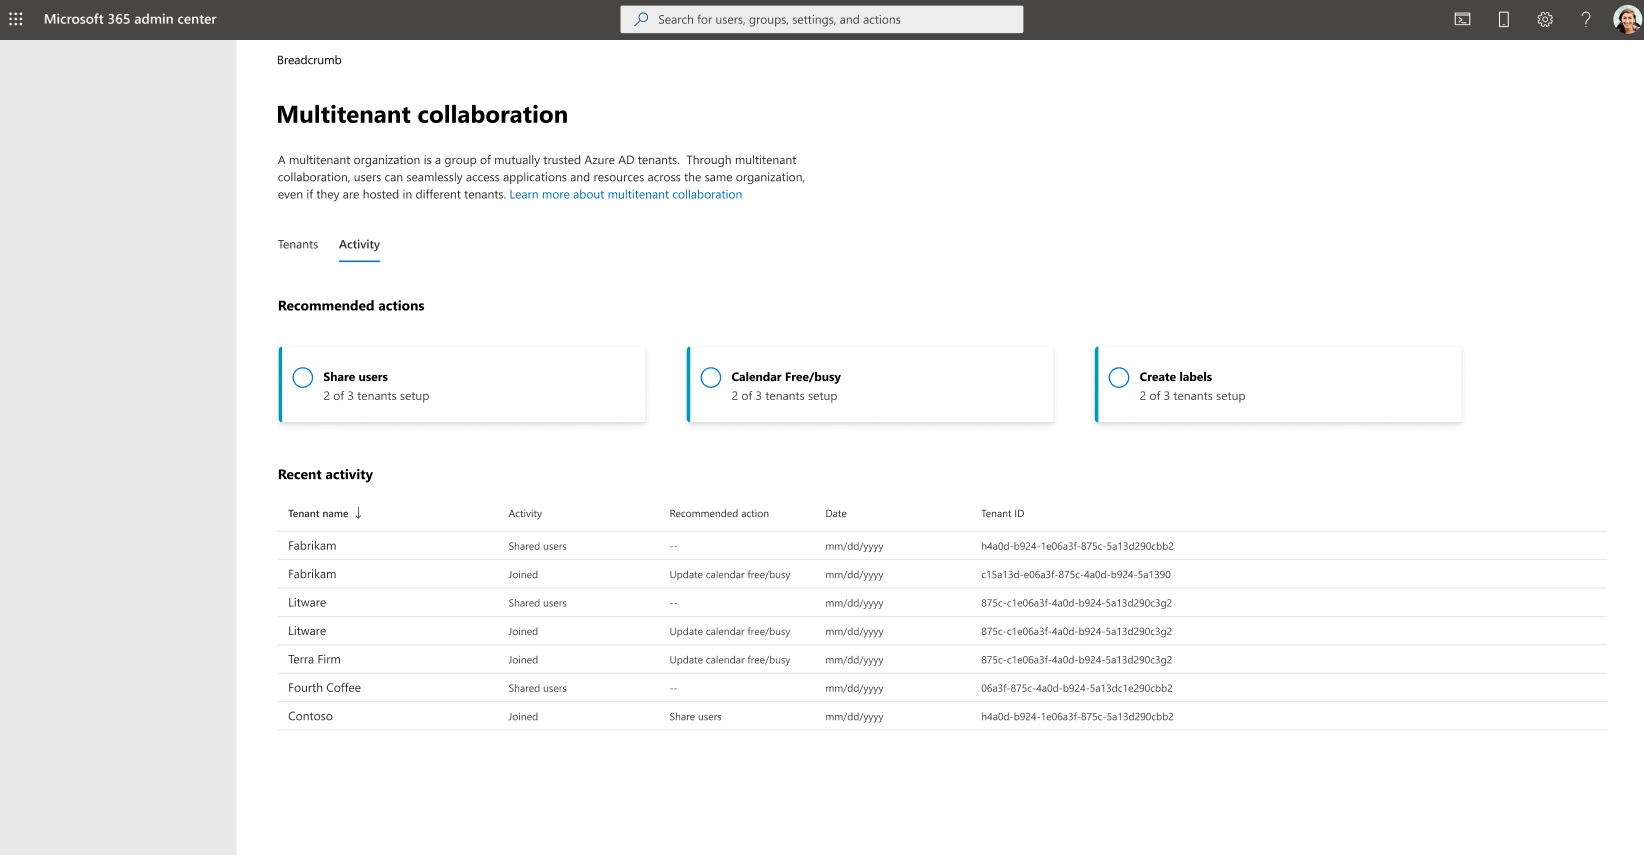 Microsoft 365 admin center
Search for users, groups, settings, and actions
Breadcrumb
Multitenant collaboration
A multitenant organization is a group of mutually trusted Azure AD tenants.  Through multitenant
collaboration, users can seamlessly access applications and resources across the same organization,
even if they are hosted in different tenants. Learn more about multitenant collaboration
Tenants Activity
Recommended actions
Share users
2 of 3 tenants setup
Calendar Free/busy
2 of 3 tenants setup
Create labels
2 of 3 tenants setup
Recent activity
Tenant name ↓ Activity Recommended action Date Tenant ID
Fabrikam Shared users -- mm/dd/yyyy h4a0d-b924-1e06a3f-875c-5a13d290cbb2
Fabrikam Joined Update calendar free/busy mm/dd/yyyy c15a13d-e06a3f-875c-4a0d-b924-5a1390
Litware Shared users -- mm/dd/yyyy 875c-c1e06a3f-4a0d-b924-5a13d290c3g2
Litware Joined Update calendar free/busy mm/dd/yyyy 875c-c1e06a3f-4a0d-b924-5a13d290c3g2
Terra Firm Joined Update calendar free/busy mm/dd/yyyy 875c-c1e06a3f-4a0d-b924-5a13d290c3g2
Fourth Coffee Shared users -- mm/dd/yyyy 06a3f-875c-4a0d-b924-5a13dc1e290cbb2
Contoso Joined Share users mm/dd/yyyy h4a0d-b924-1e06a3f-875c-5a13d290cbb2